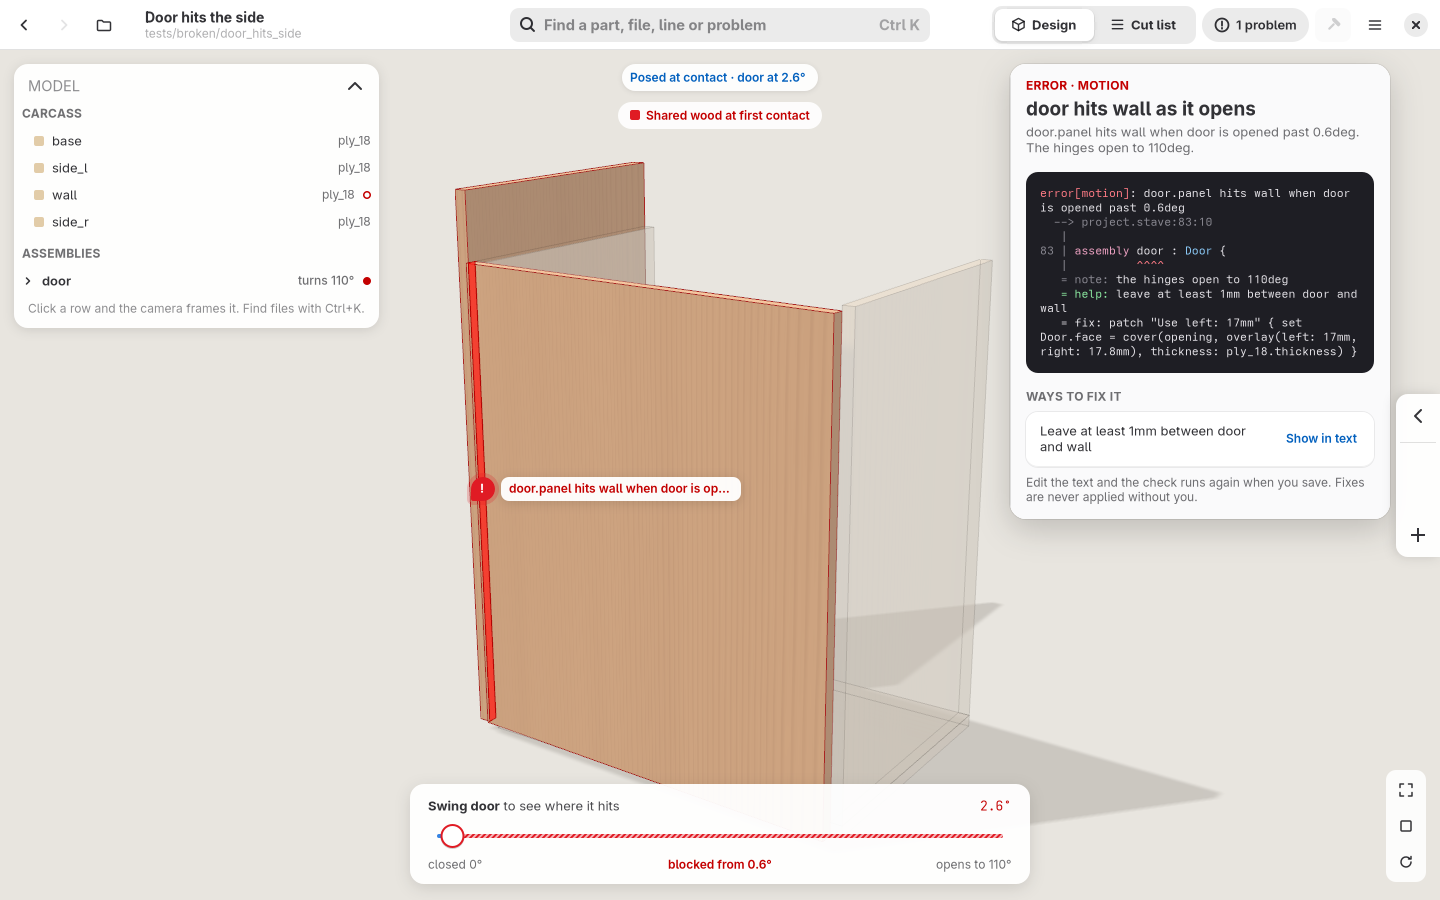 Door hits the side
tests/broken/door_hits_side
Find a part, file, line or problem
Ctrl K
Design
Cut list
1 problem
MODEL
CARCASS
base
ply_18
side_l
ply_18
wall
ply_18
side_r
ply_18
ASSEMBLIES
door
turns 110°
Click a row and the camera frames it. Find files with Ctrl+K.
Posed at contact · door at 2.6°
Shared wood at first contact
door.panel hits wall when door is op...
ERROR · MOTION
door hits wall as it opens
door.panel hits wall when door is opened past 0.6deg.
The hinges open to 110deg.
error[motion]: door.panel hits wall when door
is opened past 0.6deg
--> project.stave:83:10
|
83 | assembly door : Door {
| ^^^^
= note: the hinges open to 110deg
= help: leave at least 1mm between door and
wall
= fix: patch "Use left: 17mm" { set
Door.face = cover(opening, overlay(left: 17mm,
right: 17.8mm), thickness: ply_18.thickness) }
WAYS TO FIX IT
Leave at least 1mm between door
and wall
Show in text
Edit the text and the check runs again when you save. Fixes
are never applied without you.
Swing door to see where it hits
2.6°
closed 0°
blocked from 0.6°
opens to 110°